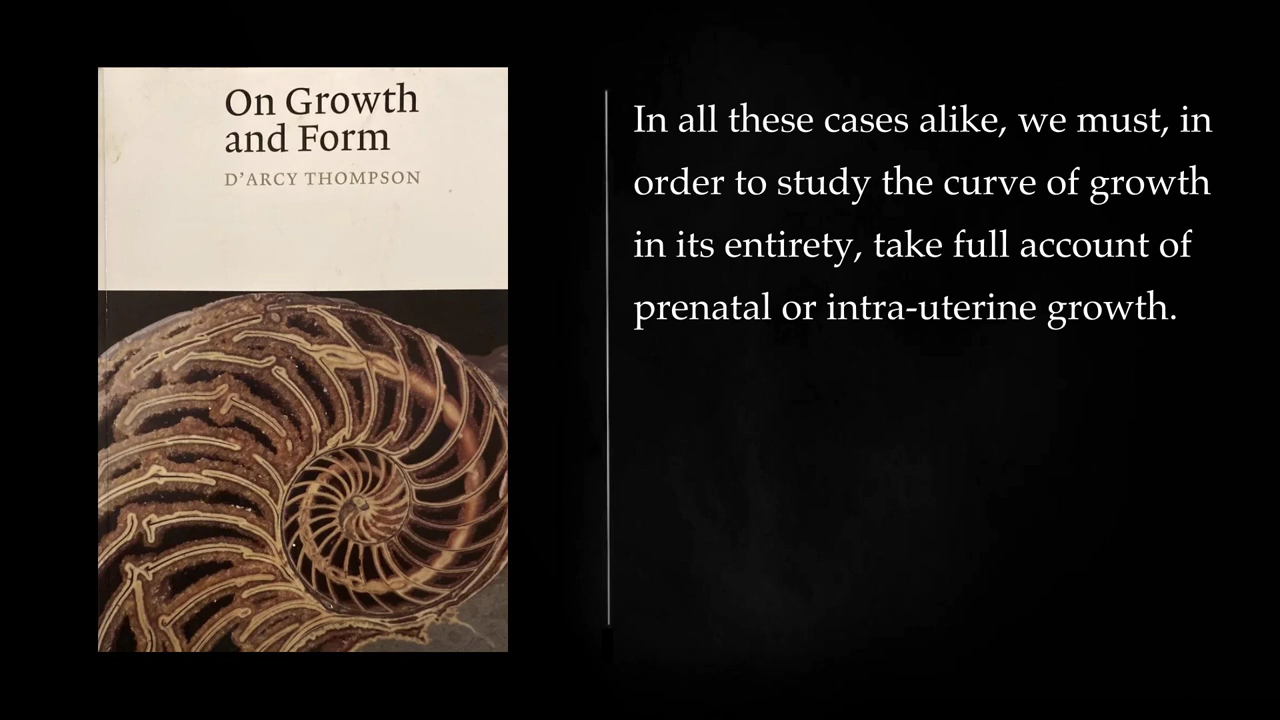 On Growth
and Form
D'ARCY THOMPSON
In all these cases alike, we must, in
order to study the curve of growth
in its entirety, take full account of
prenatal or intra-uterine growth.